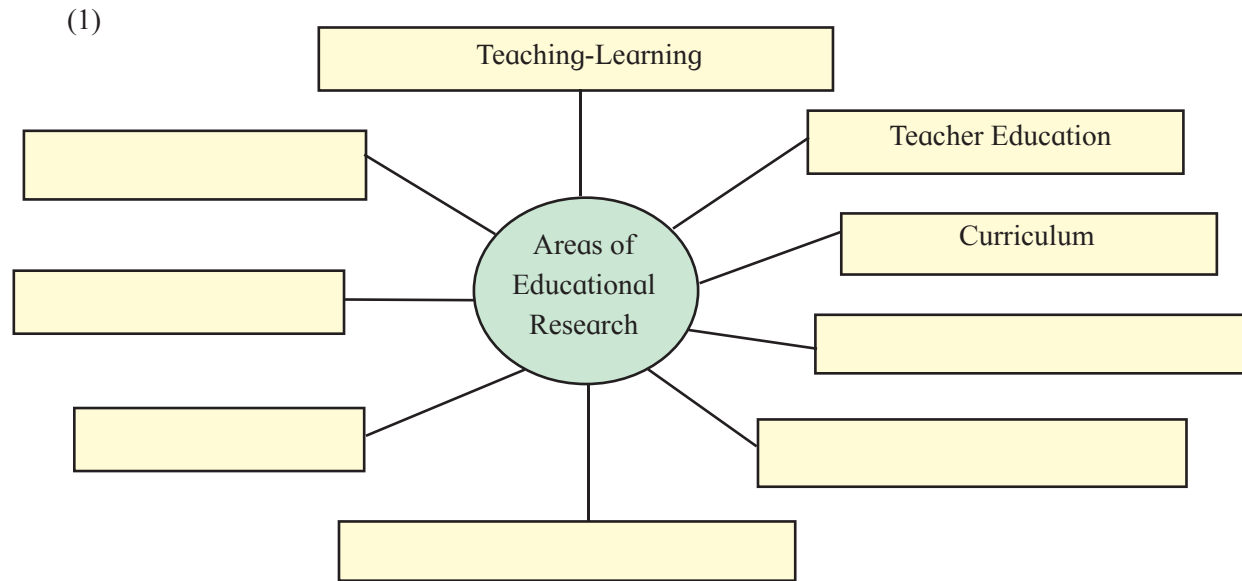 (1)
Teaching-Learning
Teacher Education
Curriculum
Areas of
Educational
Research